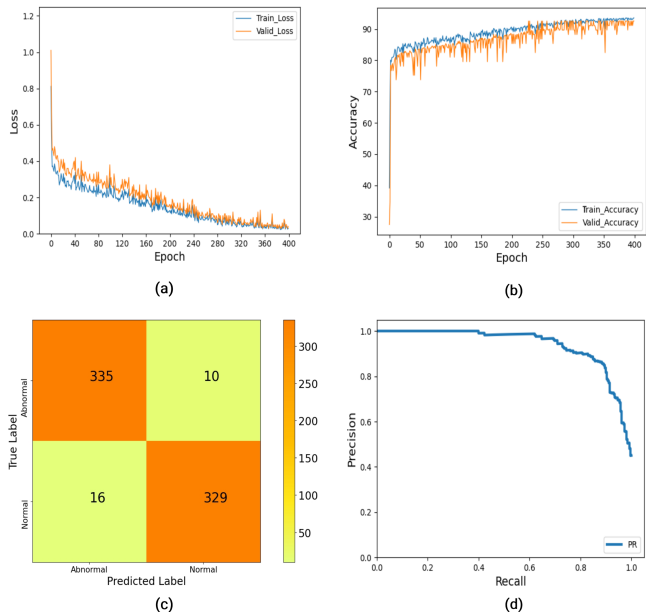 1.2
1.0
0.8
0.6
0.4
0.2
0.0
Loss
0 40 80 120 160 200 240 280 320 360 400
Epoch
Train_Loss
Valid_Loss
(a)
90
80
70
60
50
40
30
Accuracy
0 50 100 150 200 250 300 350 400
Epoch
Train_Accuracy
Valid_Accuracy
(b)
True Label
Abnormal
Normal
335 10
16 329
Abnormal Normal
Predicted Label
300
250
200
150
100
50
(c)
1.0
0.8
0.6
0.4
0.2
0.0
Precision
0.0 0.2 0.4 0.6 0.8 1.0
Recall
PR
(d)